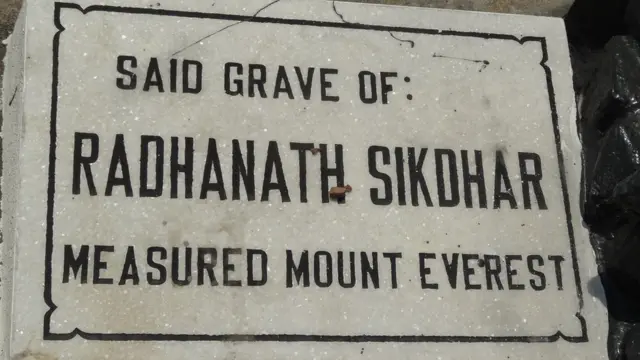 SAID GRAVE OF:
RADHANATH SIKDHAR
MEASURED MOUNT EVEREST